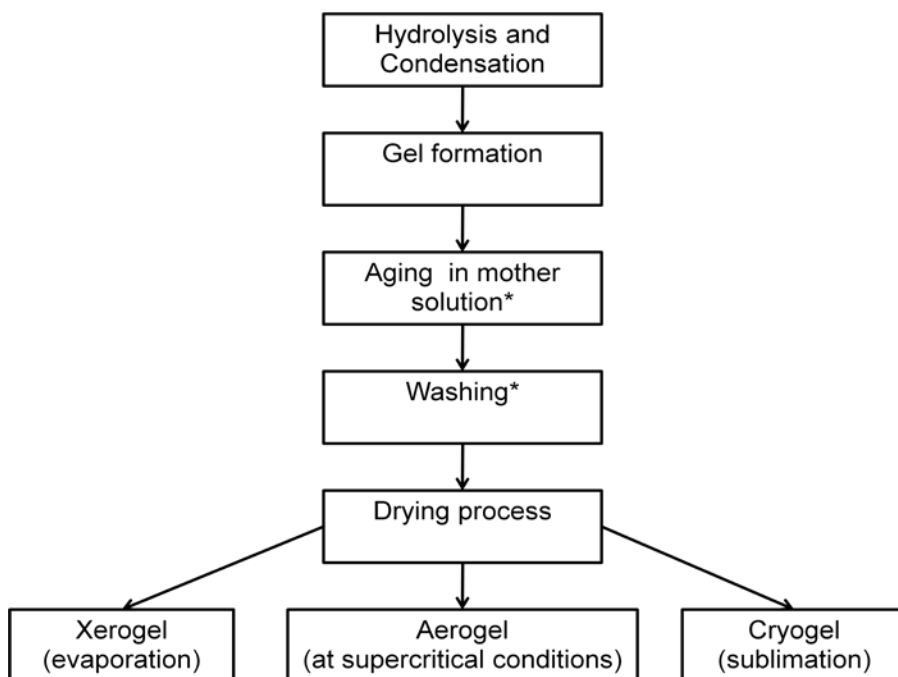 Hydrolysis and
Condensation
Gel formation
Aging in mother
solution*
Washing*
Drying process
Xerogel
(evaporation)
Aerogel
(at supercritical conditions)
Cryogel
(sublimation)